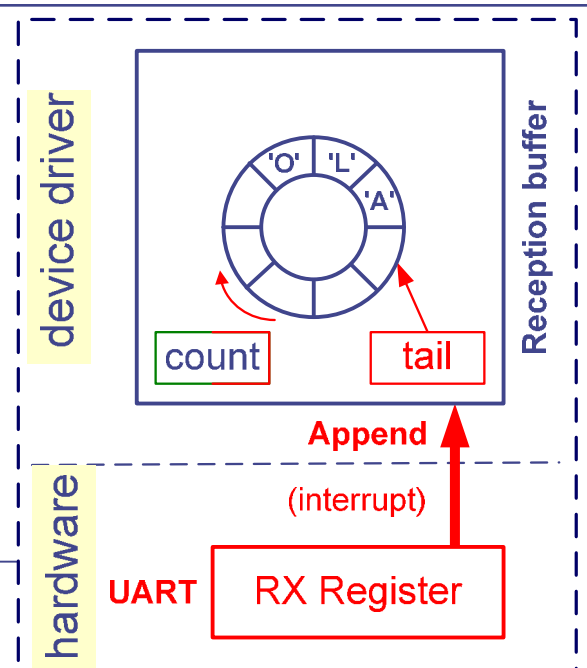 device driver
'O'
'L'
'A'
Reception buffer
count
tail
Append
(interrupt)
hardware
UART
RX Register